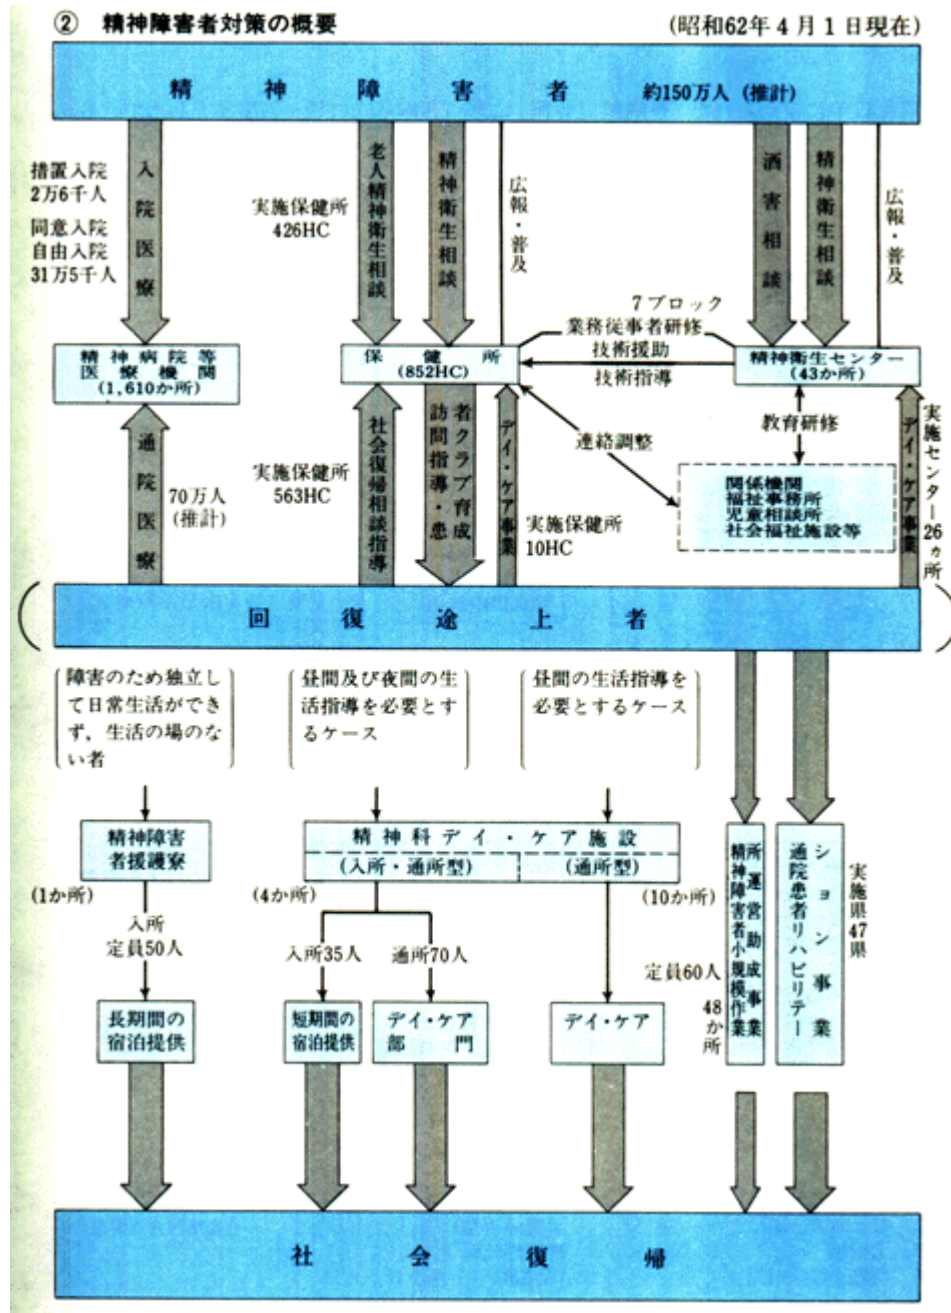 ② 精神障害者対策の概要
(昭和62年4月1日現在)
精神障害者 約150万人(推計)
措置入院
2万6千人
同意入院
自由入院
31万5千人
入院医療
実施保健所
426HC
老人精神衛生相談
精神衛生相談
広報・普及
酒害相談
精神衛生相談
広報・普及
7ブロック
業務従事者研修
技術援助
技術指導
精神病院等
医療機関
(1,610か所)
保健所
(852HC)
精神衛生センター
(43か所)
通院医療
70万人
(推計)
実施保健所
563HC
社会復帰相談指導
訪問指導・患
者クラブ育成
デイ・ケア事業
実施保健所
10HC
連絡調整
教育研修
関係機関
福祉事務所
児童相談所
社会福祉施設等
デイ・ケア事業
実施センター26ヵ所
回復途上者
障害のため独立し
て日常生活ができ
ず,生活の場のな
い者
昼間及び夜間の生
活指導を必要とす
るケース
昼間の生活指導を
必要とするケース
精神障害
者援護寮
(1か所)
入所
定員50人
長期間の
宿泊提供
精神科デイ・ケア施設
(入所・通所型)
(通所型)
(4か所)
(10か所)
入所35人
通所70人
定員60人
短期間の
宿泊提供
デイ・ケア
部門
デイ・ケア
精神障害者小規模作業
所運営助成事業
48か所
通院患者リハビリテー
ション事業
実施県47県
社会復帰